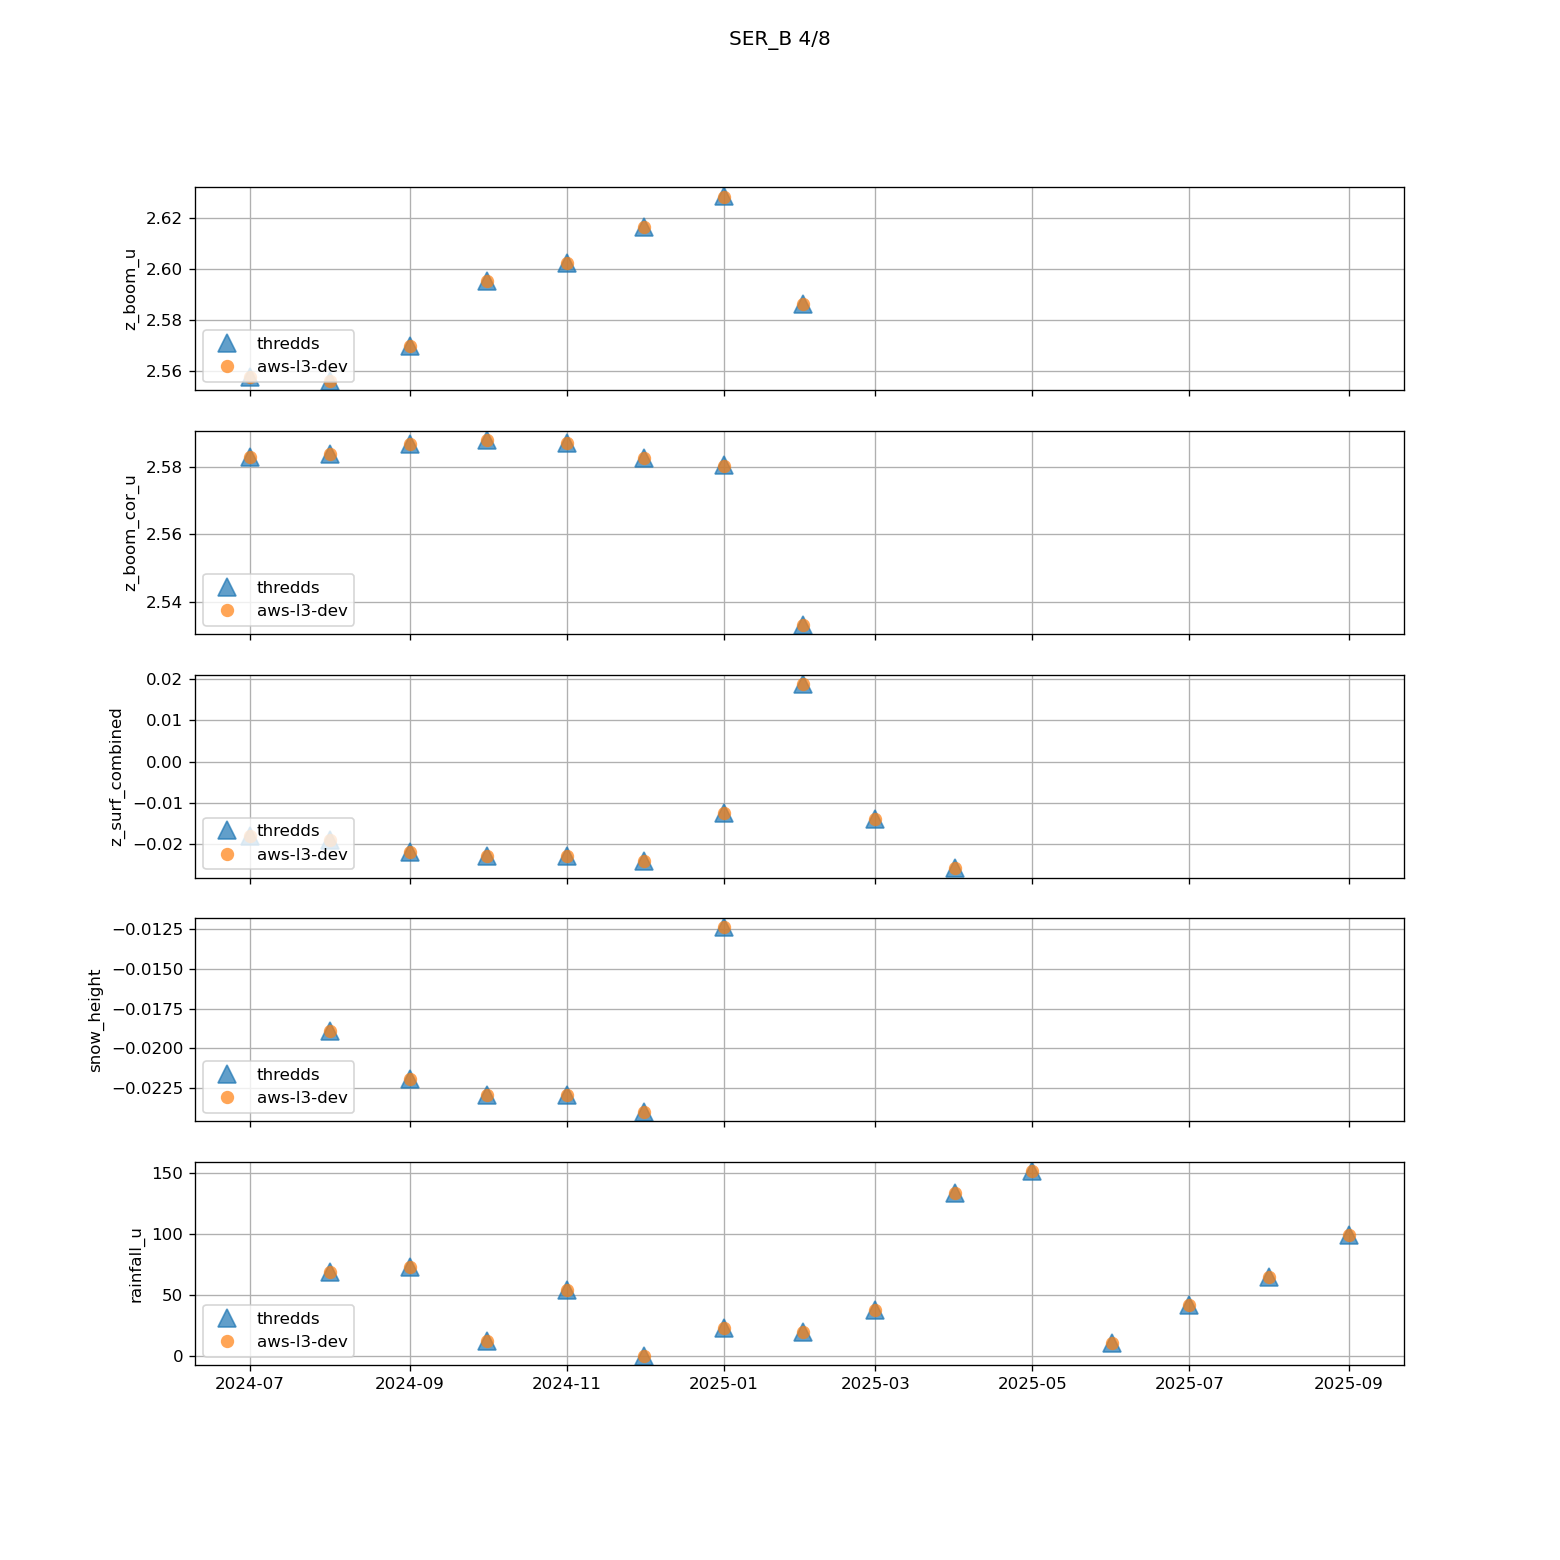 SER_B 4/8
z_boom_u
2.62
2.60
2.58
2.56
thredds
aws-l3-dev
z_boom_cor_u
2.58
2.56
2.54
thredds
aws-l3-dev
z_surf_combined
0.02
0.01
0.00
−0.01
−0.02
thredds
aws-l3-dev
snow_height
−0.0125
−0.0150
−0.0175
−0.0200
−0.0225
thredds
aws-l3-dev
rainfall_u
150
100
50
0
thredds
aws-l3-dev
2024-07 2024-09 2024-11 2025-01 2025-03 2025-05 2025-07 2025-09